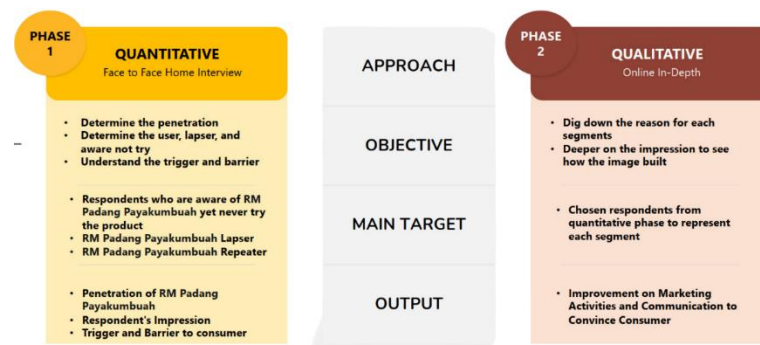 PHASE
1
QUANTITATIVE
Face to Face Home Interview
• Determine the penetration
• Determine the user, lapser, and
aware not try
• Understand the trigger and barrier
• Respondents who are aware of RM
Padang Payakumbuah yet never try
the product
• RM Padang Payakumbuah Lapser
• RM Padang Payakumbuah Repeater
• Penetration of RM Padang
Payakumbuah
• Respondent's Impression
• Trigger and Barrier to consumer
APPROACH
OBJECTIVE
MAIN TARGET
OUTPUT
PHASE
2
QUALITATIVE
Online In-Depth
• Dig down the reason for each
segments
• Deeper on the impression to see
how the image built
• Chosen respondents from
quantitative phase to represent
each segment
• Improvement on Marketing
Activities and Communication to
Convince Consumer